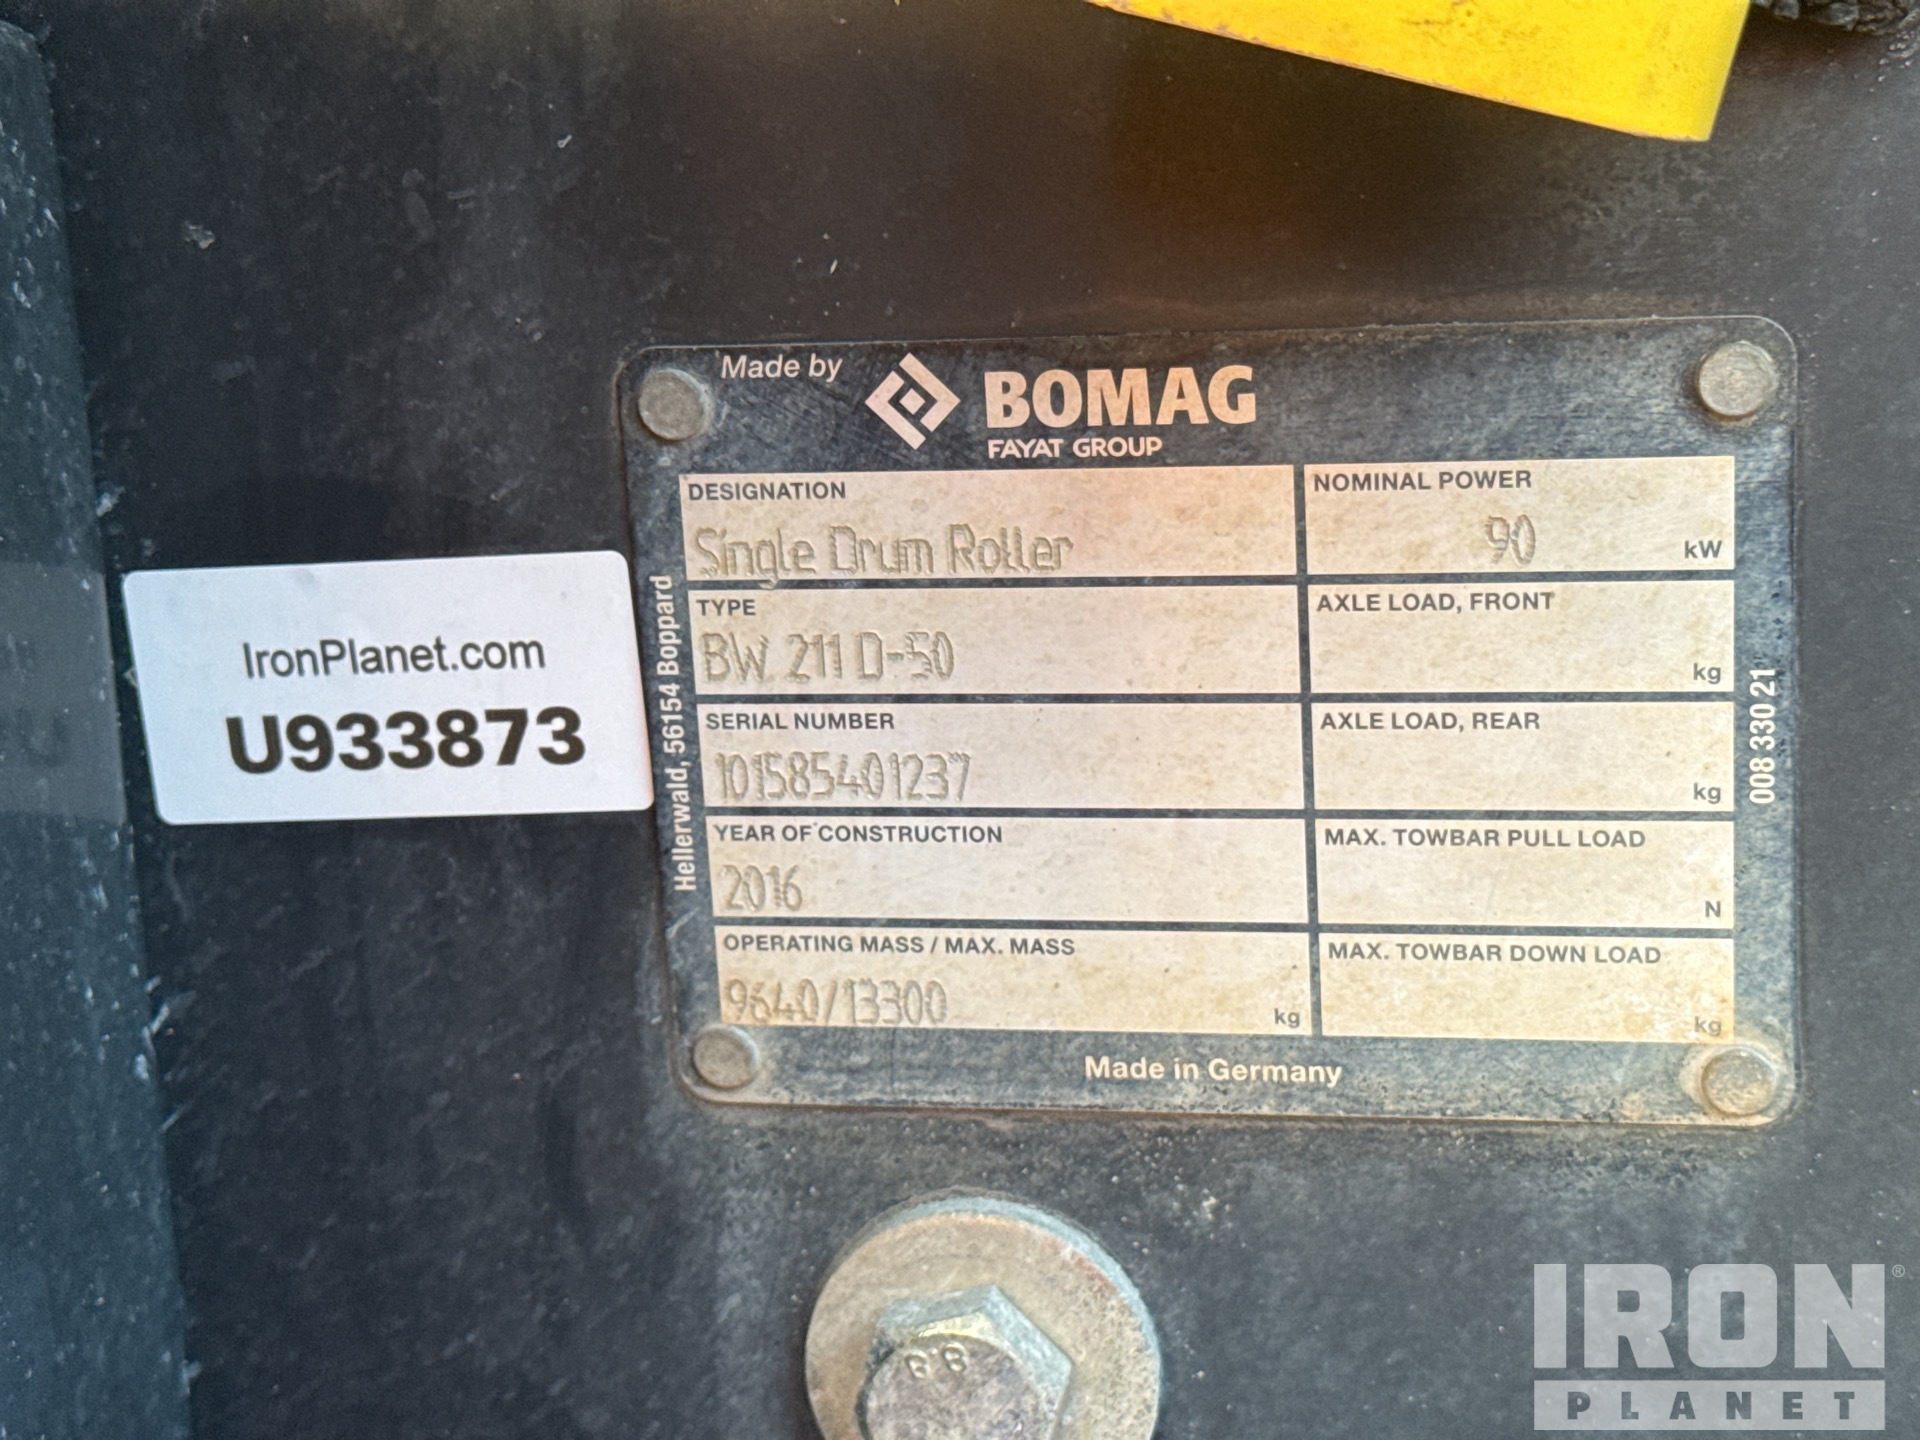 Made by BOMAG
FAYAT GROUP
DESIGNATION
Single Drum Roller
NOMINAL POWER
90 kW
TYPE
BW 211 D-50
AXLE LOAD, FRONT
kg
SERIAL NUMBER
101585401237
AXLE LOAD, REAR
kg
YEAR OF CONSTRUCTION
2016
MAX. TOWBAR PULL LOAD
N
OPERATING MASS / MAX. MASS
9640/13300 kg
MAX. TOWBAR DOWN LOAD
kg
Made in Germany
Hellerwald, 56154 Boppard
008 330 21
IronPlanet.com
U933873
8.8
IRON®
PLANET